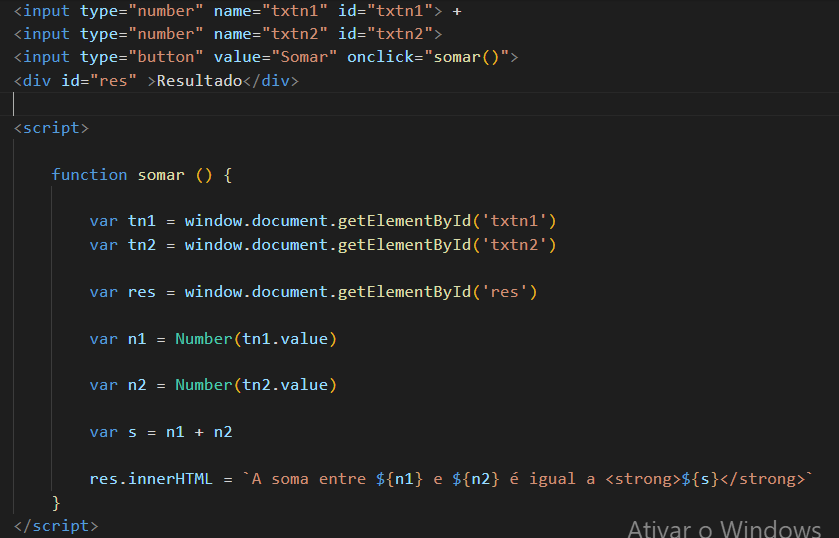 <input type="number" name="txtn1" id="txtn1"> +
<input type="number" name="txtn2" id="txtn2">
<input type="button" value="Somar" onclick="somar()">
<div id="res" >Resultado</div>
<script>
function somar () {
var tn1 = window.document.getElementById('txtn1')
var tn2 = window.document.getElementById('txtn2')
var res = window.document.getElementById('res')
var n1 = Number(tn1.value)
var n2 = Number(tn2.value)
var s = n1 + n2
res.innerHTML = `A soma entre ${n1} e ${n2} é igual a <strong>${s}</strong>`
}
</script>
Ativar o Windows